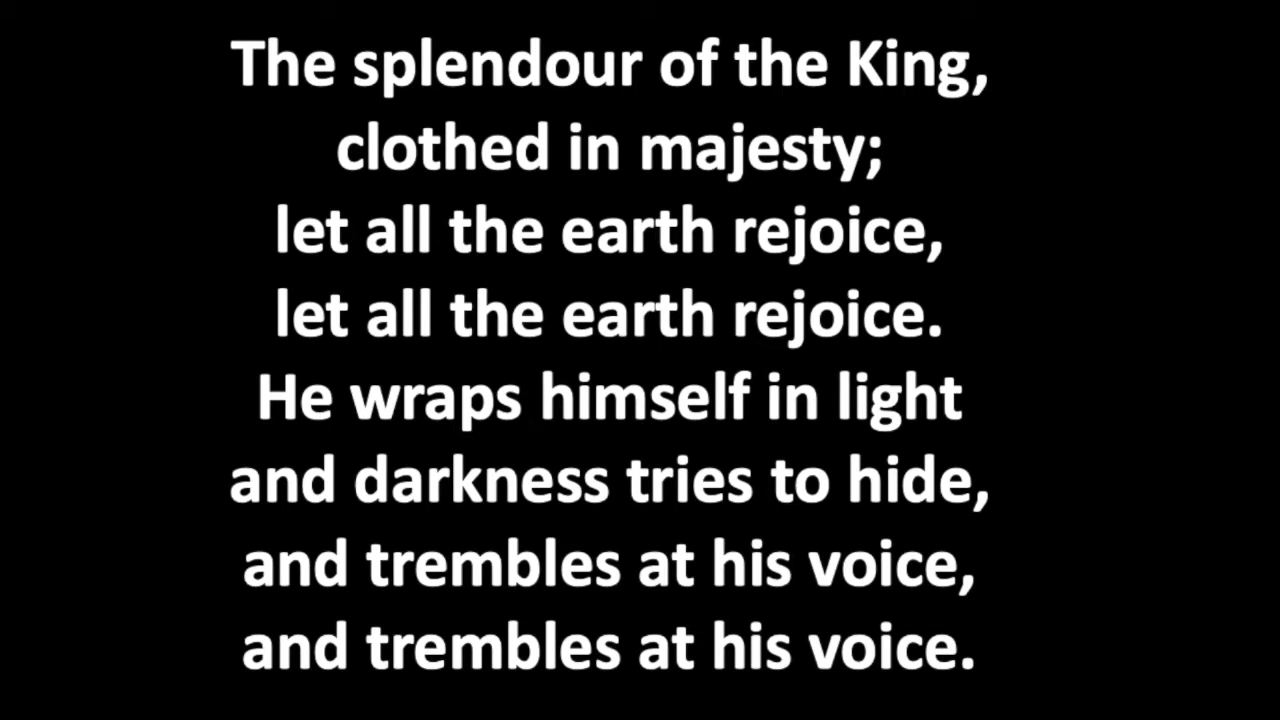 The splendour of the King,
clothed in majesty;
let all the earth rejoice,
let all the earth rejoice.
He wraps himself in light
and darkness tries to hide,
and trembles at his voice,
and trembles at his voice.